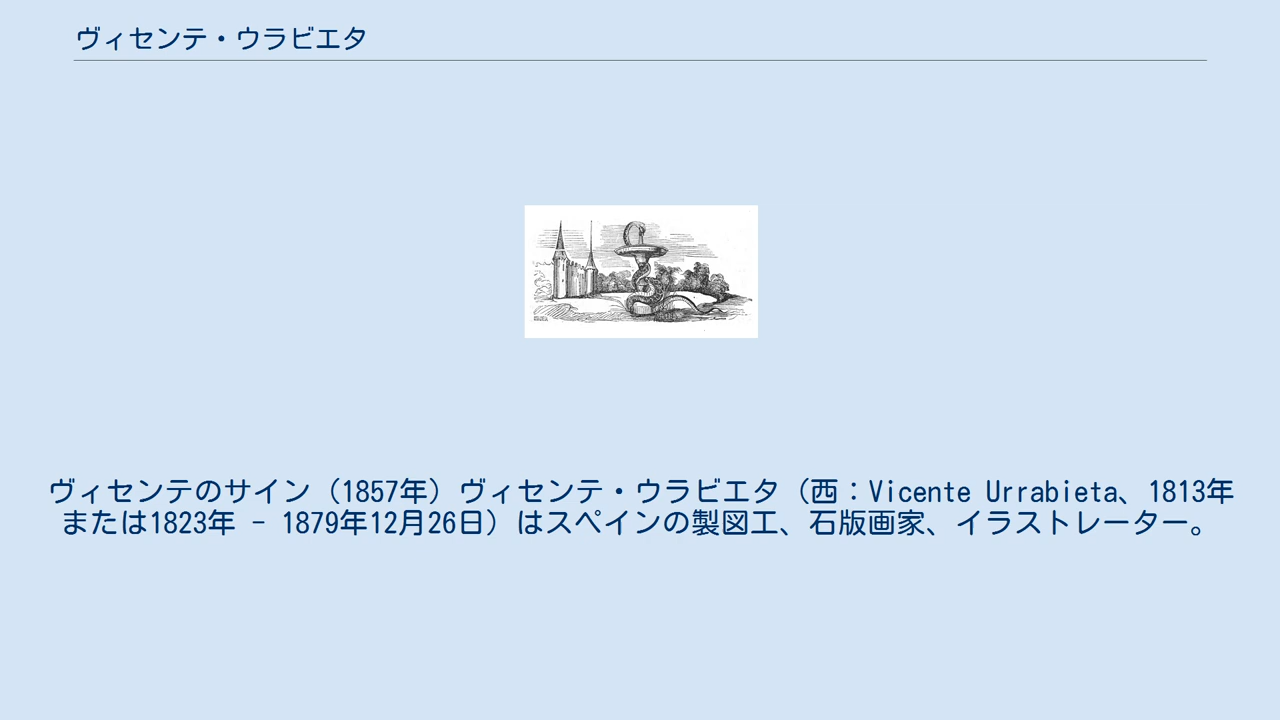 ヴィセンテ・ウラビエタ
ヴィセンテのサイン（1857年）ヴィセンテ・ウラビエタ（西：Vicente Urrabieta、1813年
または1823年 - 1879年12月26日）はスペインの製図工、石版画家、イラストレーター。